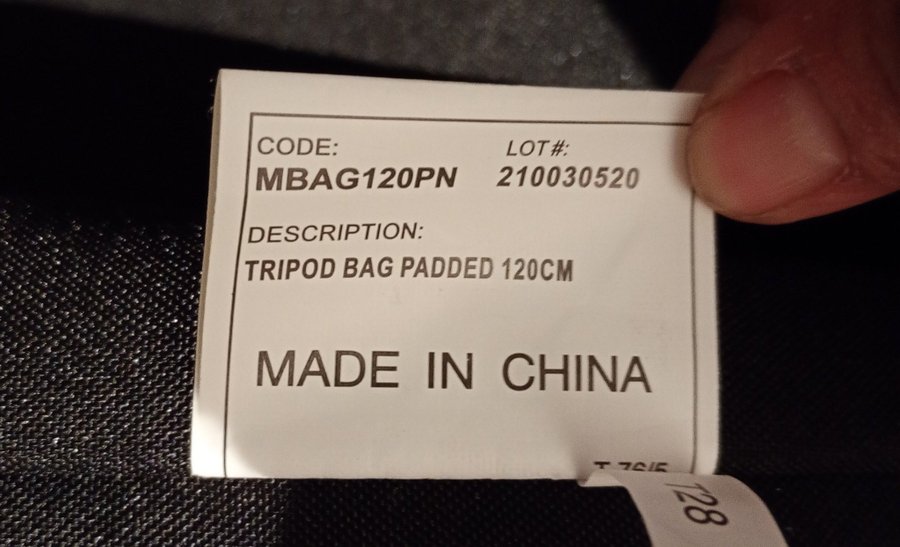 CODE: LOT#:
MBAG120PN 210030520
DESCRIPTION:
TRIPOD BAG PADDED 120CM
MADE IN CHINA
728